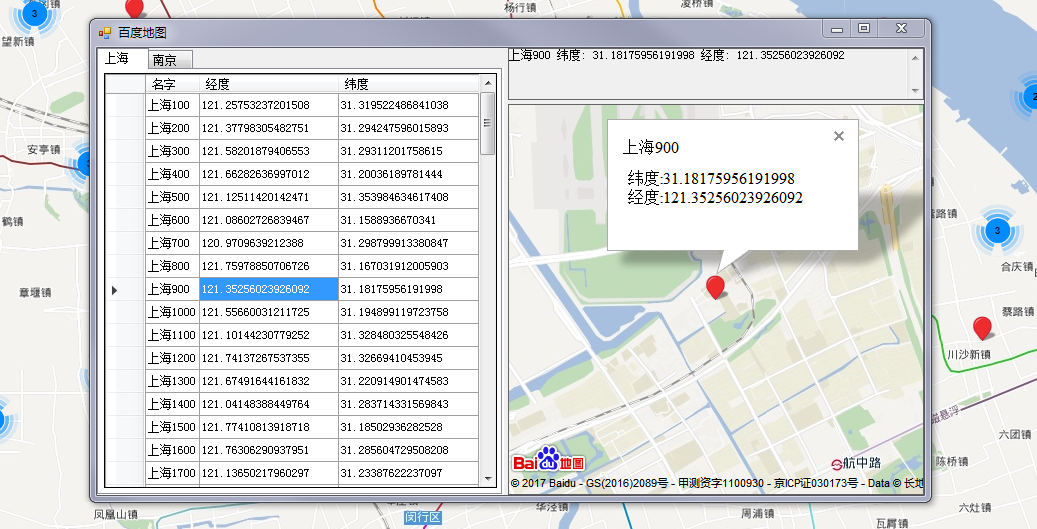 杨行镇
凌桥镇
3
望新镇
百度地图
上海
南京
名字 经度 纬度
上海100 121.25753237201508 31.319522486841038
上海200 121.37798305482751 31.294247596015893
上海300 121.58201879406553 31.29311201758615
上海400 121.66282636997012 31.20036189781444
上海500 121.12511420142471 31.353984634617408
上海600 121.08602726839467 31.1588936670341
上海700 120.9709639212388 31.298799913380847
上海800 121.75978850706726 31.167031912005903
上海900 121.35256023926092 31.18175956191998
上海1000 121.55660031211725 31.194899119723758
上海1100 121.10144230779252 31.328480325548426
上海1200 121.74137267537355 31.32669410453945
上海1300 121.67491644161832 31.220914901474583
上海1400 121.04148388449764 31.283714331569843
上海1500 121.77410813918718 31.18502936282528
上海1600 121.76306290937951 31.285604729508208
上海1700 121.13650217960297 31.23387622237097
上海900 纬度: 31.18175956191998 经度: 121.35256023926092
上海900
纬度:31.18175956191998
经度:121.35256023926092
航中路
Bai du 地图
© 2017 Baidu - GS(2016)2089号 - 甲测资字1100930 - 京ICP证030173号 - Data © 长地
安亭镇
3
鹤镇
章堰镇
2
3
合庆镇
蔡路镇
川沙新镇
磁悬浮
六团镇
陈桥镇
凤凰山镇
闵行区
华泾镇
周浦镇
六灶镇
瓦屑镇